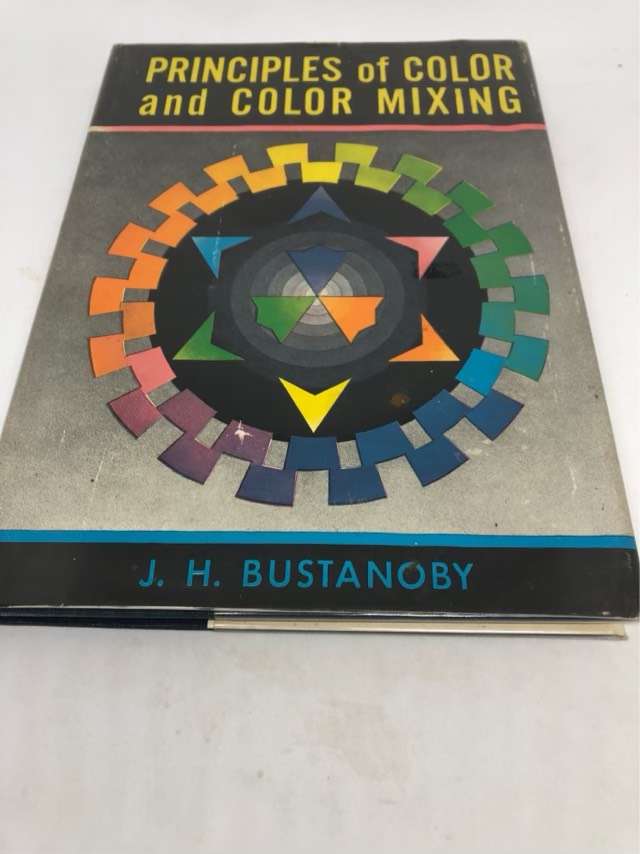 PRINCIPLES of COLOR
and COLOR MIXING
J. H. BUSTANOBY